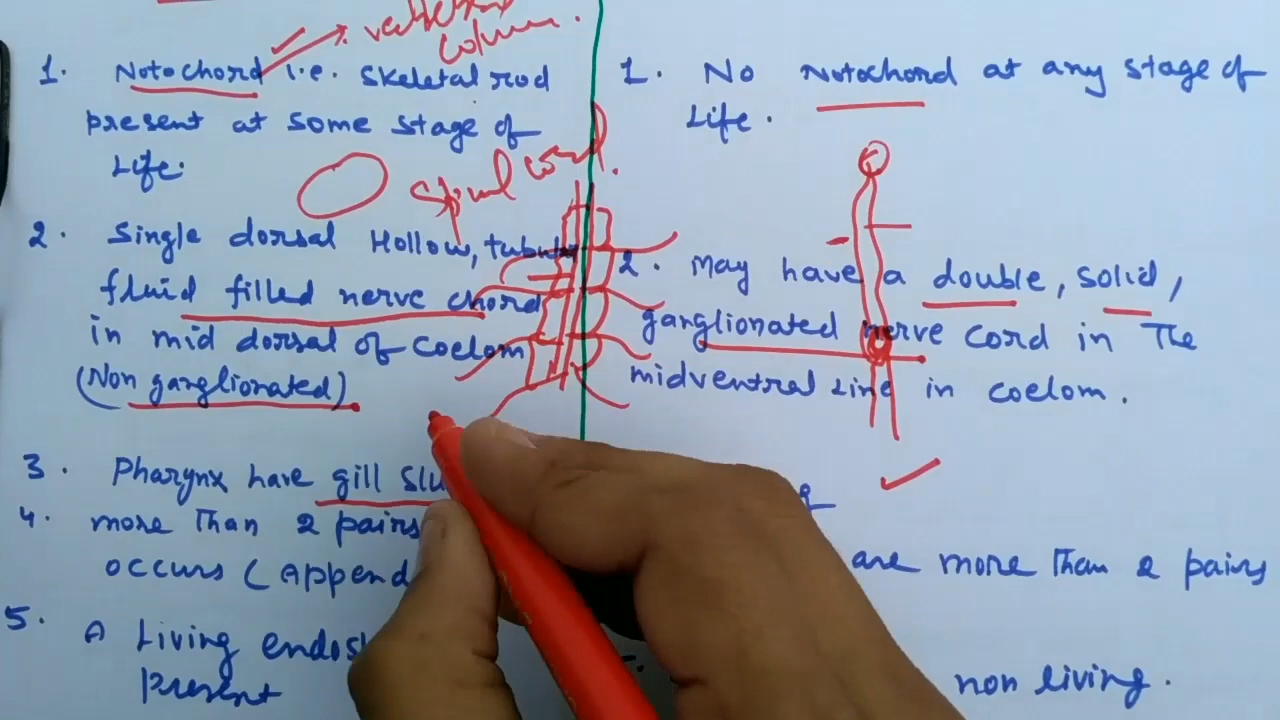 vertebral column.
1. Notochord i.e. skeletal rod
present at some stage of
Life.
spinal cord.
2. Single dorsal Hollow, tubular
fluid filled nerve chord
in mid dorsal of coelom
(Non ganglionated)
3. Pharynx have gill
4. more Than 2 pairs
occurs (
5. A Living
Present
1. No Notochord at any stage of
Life.
2. May have a double, solid,
ganglionated nerve cord in The
midventral Line in coelom.
are more Than 2 pairs
non living.